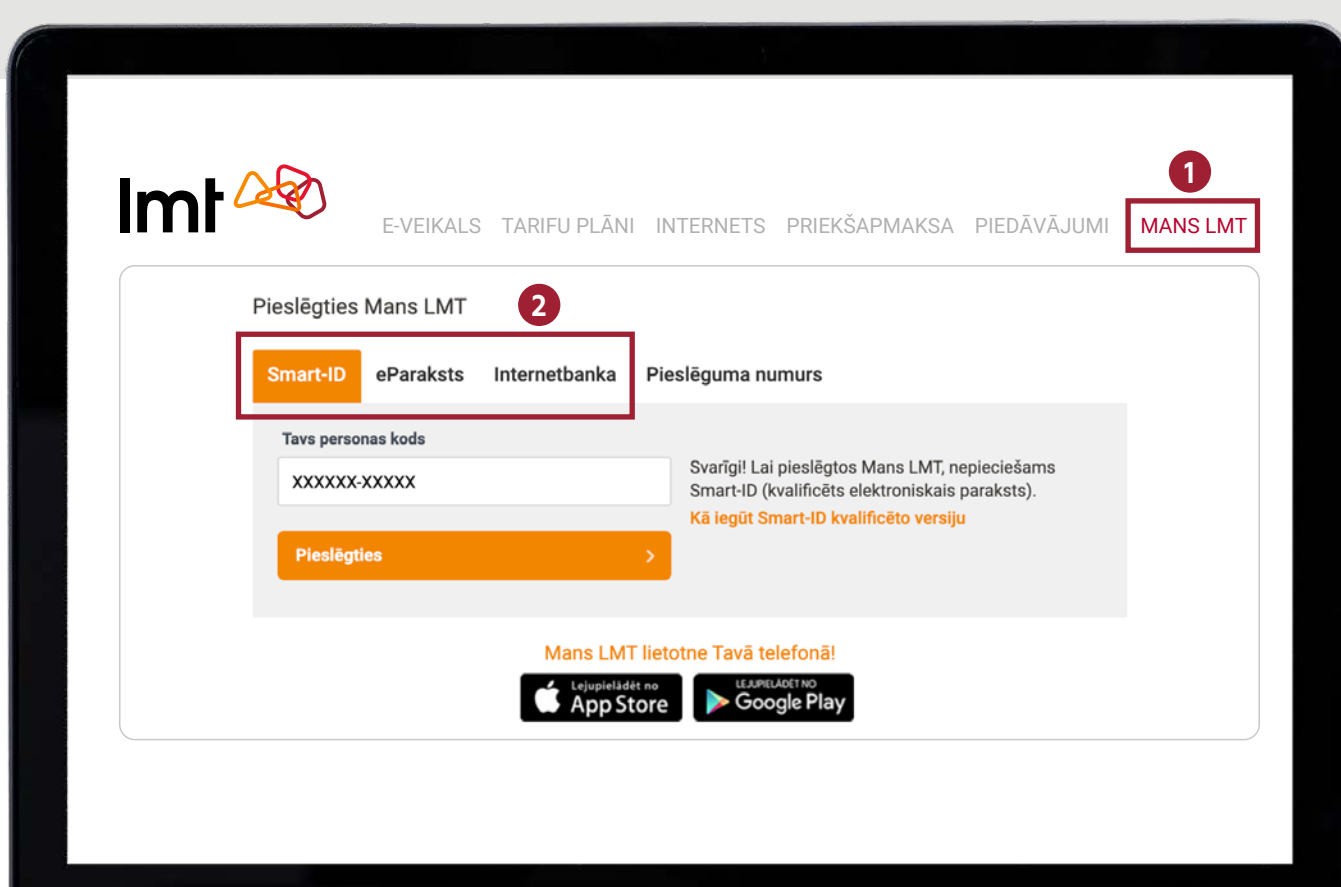 1
lmt
E-VEIKALS TARIFU PLĀNI INTERNETS PRIEKŠAPMAKSA PIEDĀVĀJUMI MANS LMT
Pieslēgties Mans LMT 2
Smart-ID eParaksts Internetbanka Pieslēguma numurs
Tavs personas kods
XXXXXX-XXXXX
Svarīgi! Lai pieslēgtos Mans LMT, nepieciešams
Smart-ID (kvalificēts elektroniskais paraksts).
Kā iegūt Smart-ID kvalificēto versiju
Pieslēgties
Mans LMT lietotne Tavā telefonā!
Lejupielādēt no
App Store
LEJUPIELĀDĒT NO
Google Play